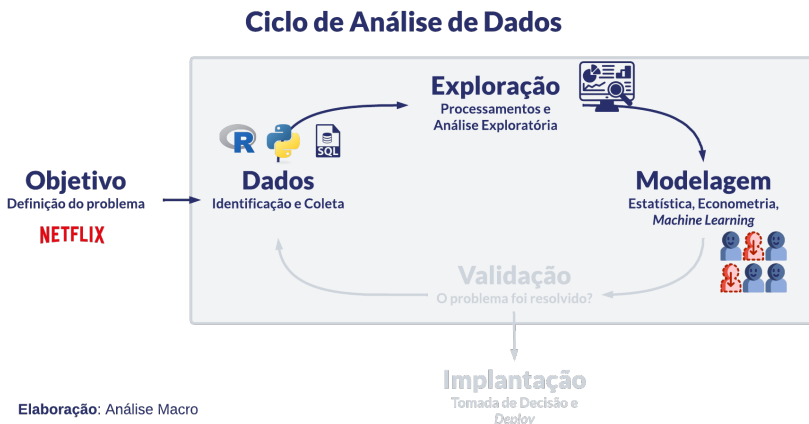 Ciclo de Análise de Dados
Exploração
Processamentos e
Análise Exploratória
R
SQL
Objetivo
Definição do problema
NETFLIX
Dados
Identificação e Coleta
Modelagem
Estatística, Econometria,
Machine Learning
Validação
O problema foi resolvido?
Implantação
Tomada de Decisão e
Deploy
Elaboração: Análise Macro